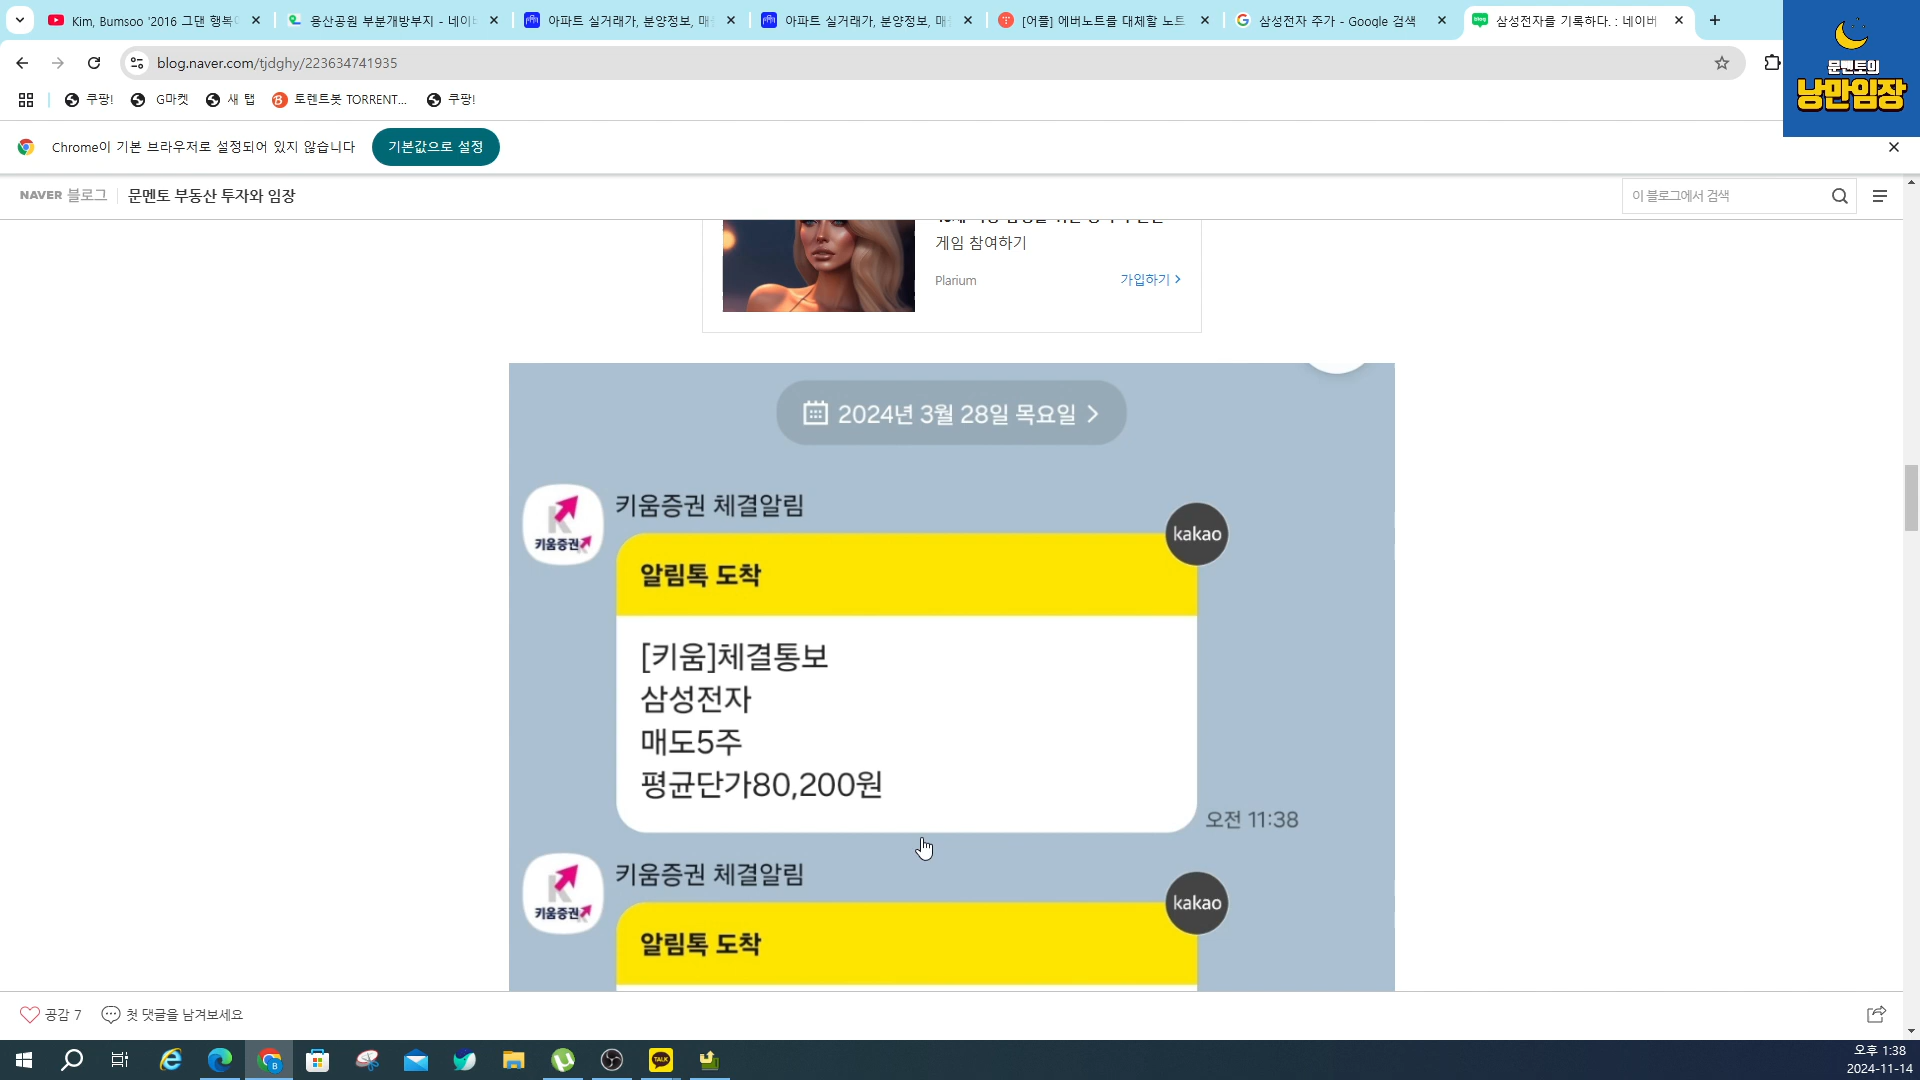 Kim, Bumsoo '2016 그댄 행복
용산공원 부분개방부지 - 네이버
아파트 실거래가, 분양정보, 매
아파트 실거래가, 분양정보, 매
[어플] 에버노트를 대체할 노트
삼성전자 주가 - Google 검색
삼성전자를 기록하다. : 네이버
문멘토의
낭만임장
blog.naver.com/tjdghy/223634741935
쿠팡!
G마켓
새 탭
토렌트봇 TORRENT...
쿠팡!
Chrome이 기본 브라우저로 설정되어 있지 않습니다
기본값으로 설정
NAVER 블로그
문멘토 부동산 투자와 임장
이 블로그에서 검색
게임 참여하기
Plarium
가입하기
2024년 3월 28일 목요일
키움증권 체결알림
키움증권
kakao
알림톡 도착
[키움]체결통보
삼성전자
매도5주
평균단가80,200원
오전 11:38
키움증권 체결알림
키움증권
kakao
알림톡 도착
공감 7
첫 댓글을 남겨보세요
TALK
오후 1:38
2024-11-14